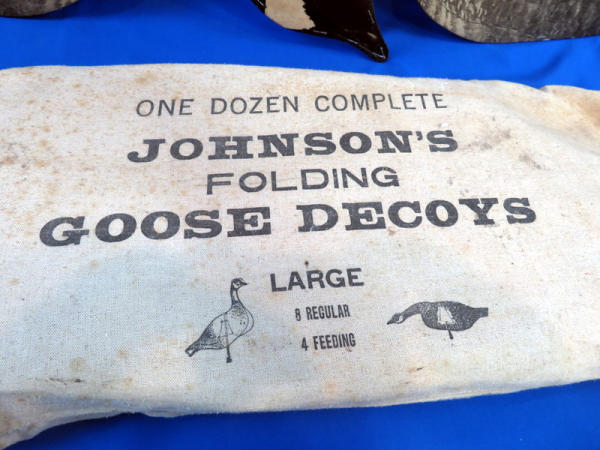 ONE DOZEN COMPLETE
JOHNSON'S
FOLDING
GOOSE DECOYS
LARGE
8 REGULAR
4 FEEDING